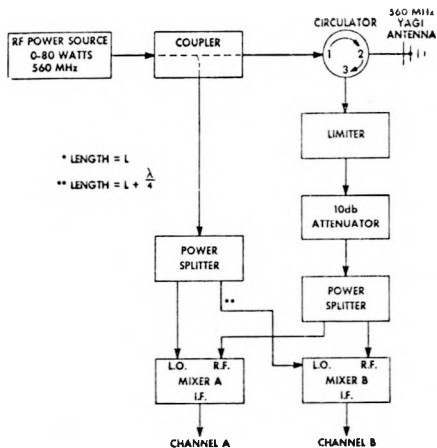 560 MHz
YAGI
ANTENNA
CIRCULATOR
COUPLER
RF POWER SOURCE
0-80 WATTS
560 MHz
1 2
3
LIMITER
* LENGTH = L
** LENGTH = L + λ/4
10db
ATTENUATOR
POWER
SPLITTER
POWER
SPLITTER
**
L.O. R.F.
MIXER A
I.F.
L.O. R.F.
MIXER B
I.F.
CHANNEL A
CHANNEL B